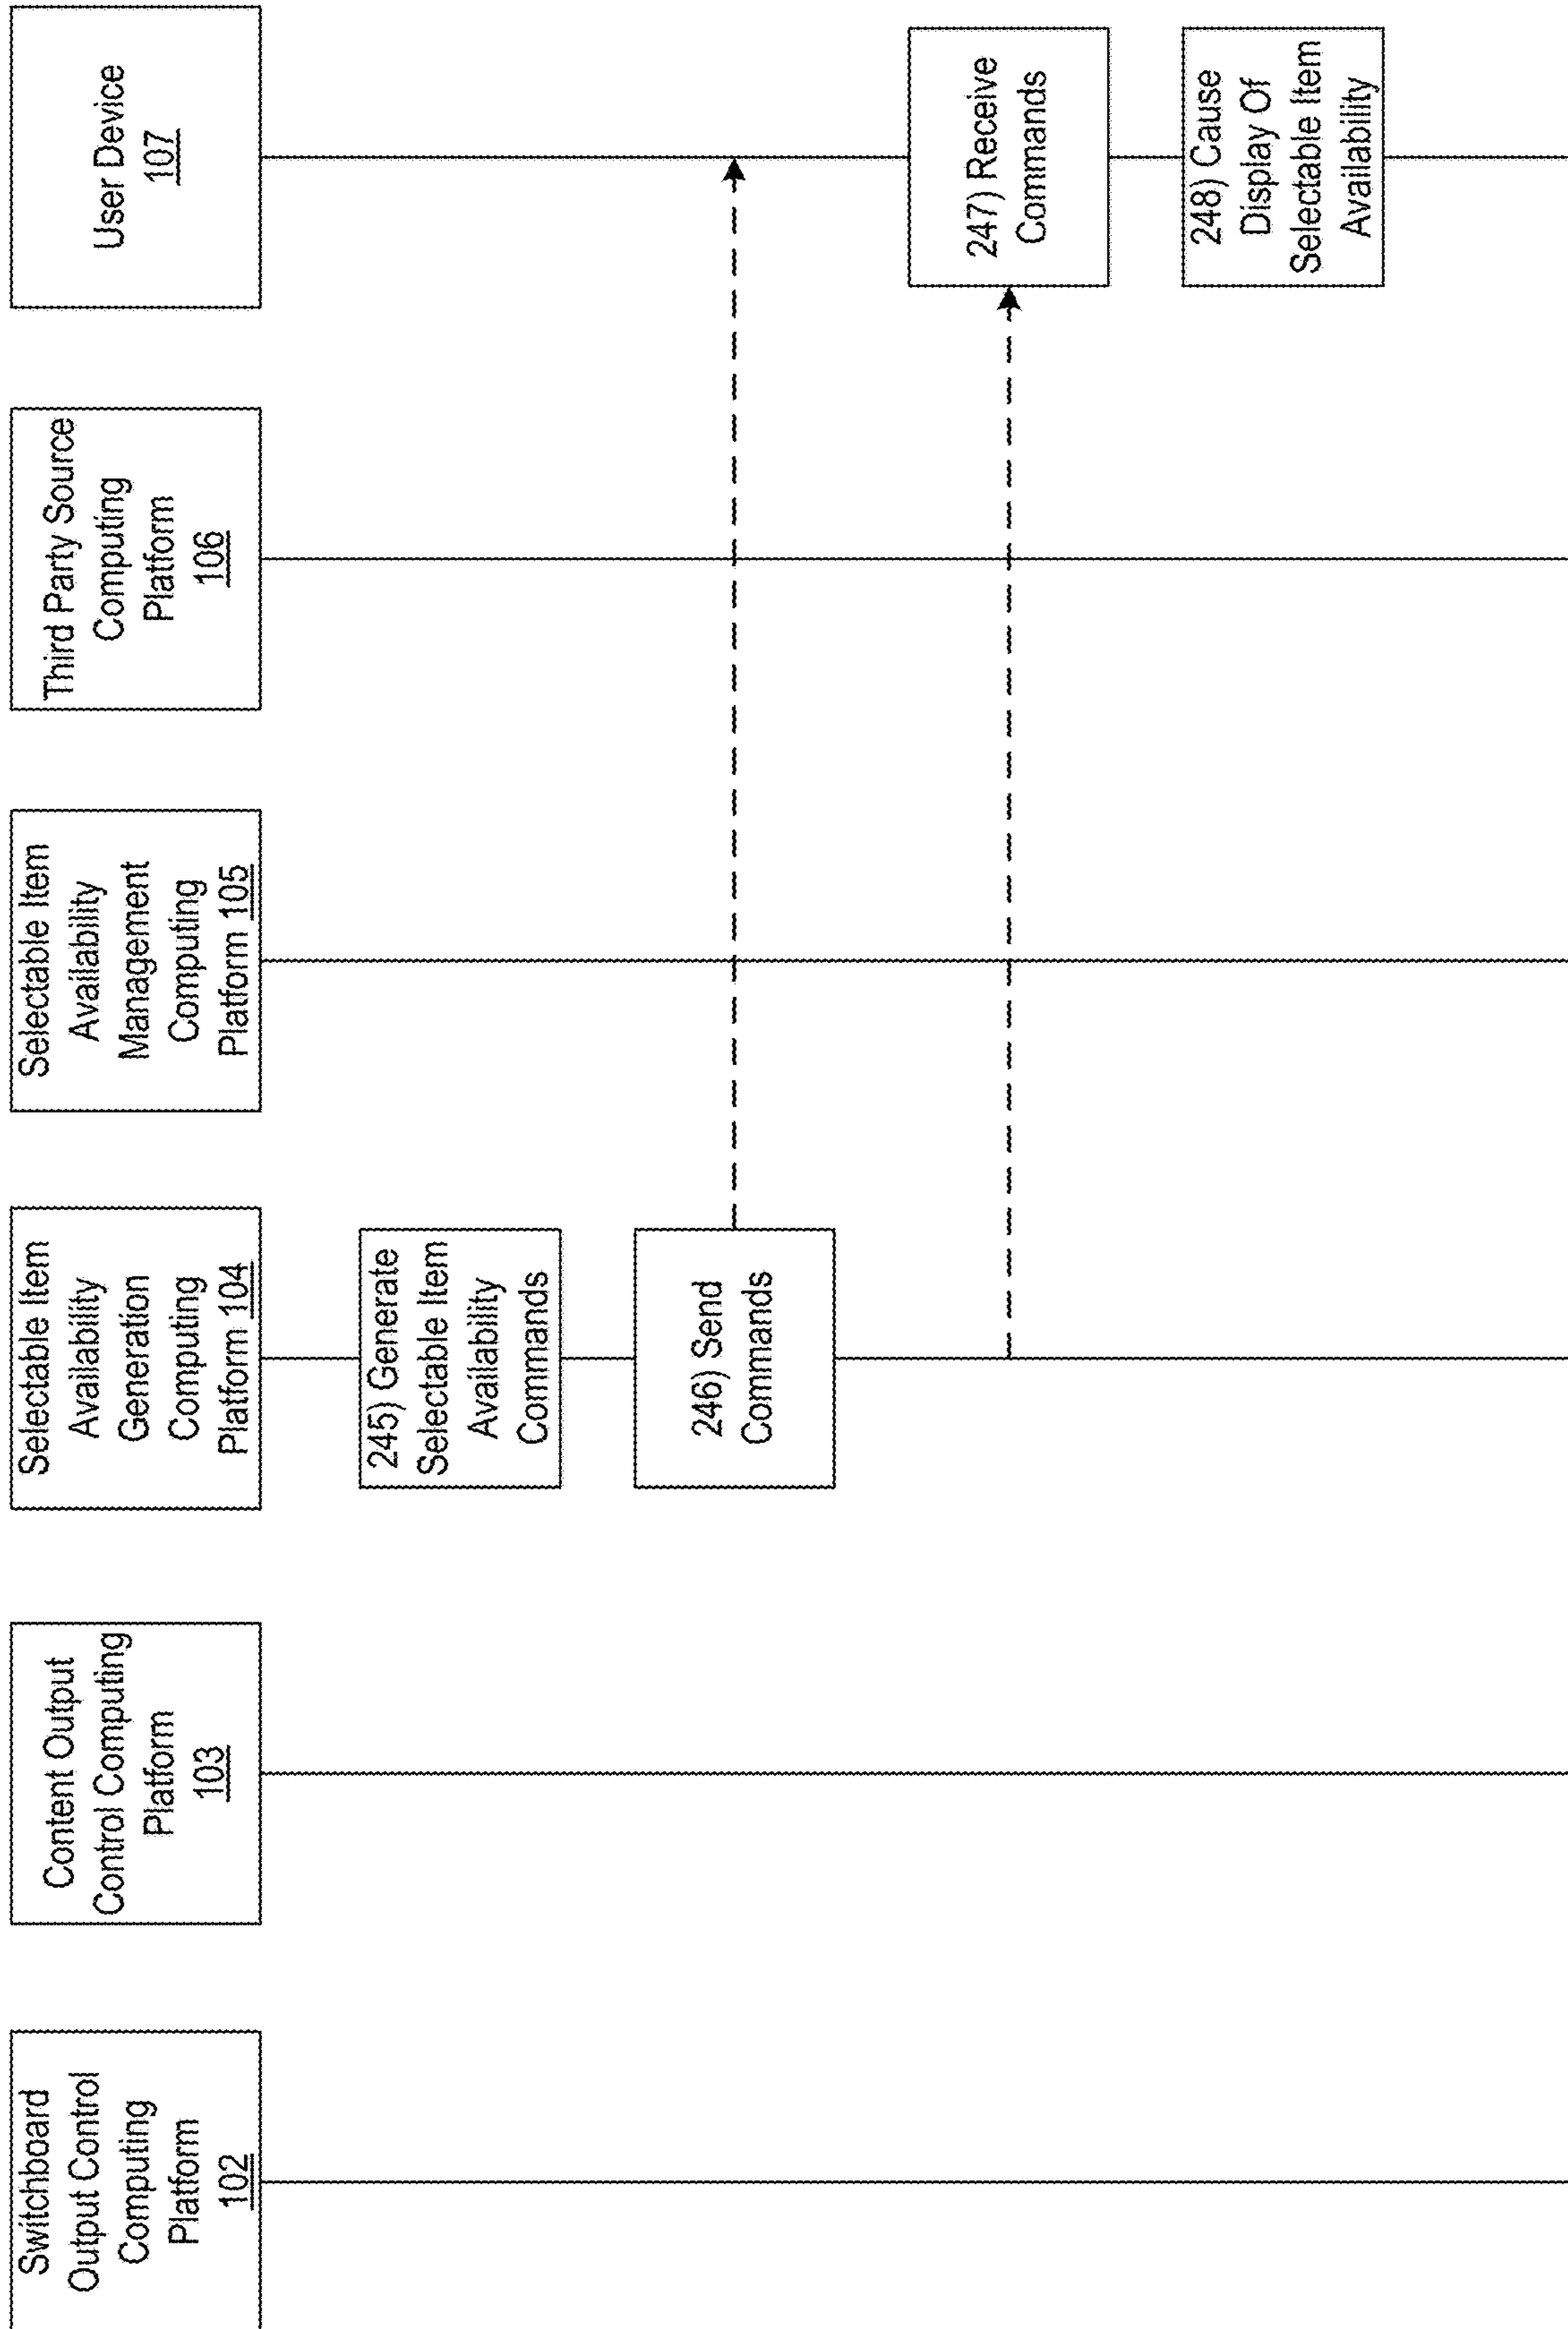 Switchboard
Output Control
Computing
Platform
102
Content Output
Control Computing
Platform
103
Selectable Item
Availability
Generation
Computing
Platform 104
Selectable Item
Availability
Management
Computing
Platform 105
Third Party Source
Computing
Platform
106
User Device
107
245) Generate
Selectable Item
Availability
Commands
246) Send
Commands
247) Receive
Commands
248) Cause
Display Of
Selectable Item
Availability